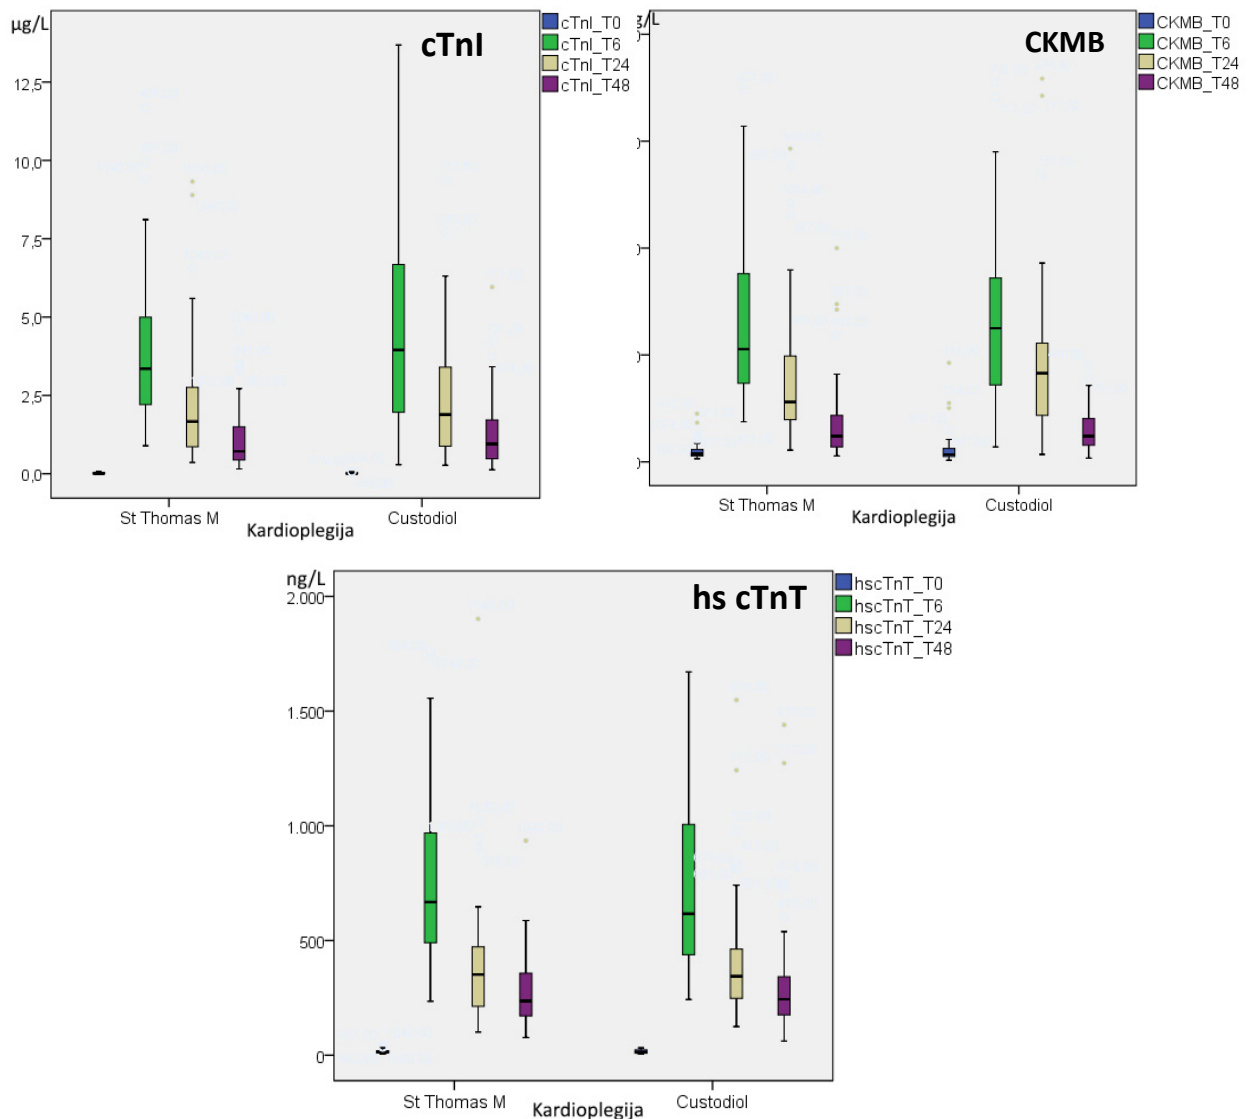 µg/L
cTnI
cTnI_T0
cTnI_T6
cTnI_T24
cTnI_T48
12,5
10,0
7,5
5,0
2,5
0,0
St Thomas M
Custodiol
Kardioplegija
g/L
CKMB
CKMB_T0
CKMB_T6
CKMB_T24
CKMB_T48
St Thomas M
Custodiol
Kardioplegija
ng/L
hs cTnT
hscTnT_T0
hscTnT_T6
hscTnT_T24
hscTnT_T48
2.000
1.500
1.000
500
0
St Thomas M
Custodiol
Kardioplegija